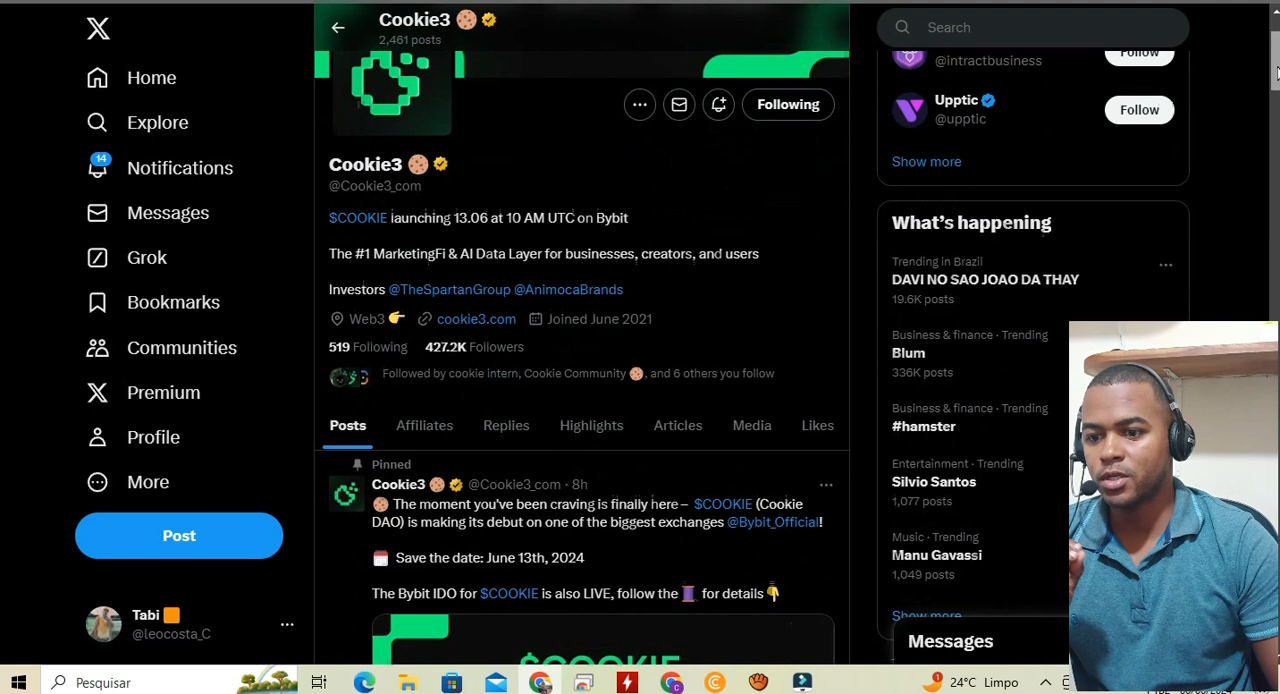 Cookie3
2,461 posts
Search
Home
Explore
14
Notifications
Messages
Grok
Bookmarks
Communities
Premium
Profile
More
Post
Tabi
@leocosta_C
Following
Cookie3
@Cookie3_com
$COOKIE launching 13.06 at 10 AM UTC on Bybit
The #1 MarketingFi & AI Data Layer for businesses, creators, and users
Investors @TheSpartanGroup @AnimocaBrands
Web3 cookie3.com Joined June 2021
519 Following 427.2K Followers
Followed by cookie intern, Cookie Community, and 6 others you follow
Posts Affiliates Replies Highlights Articles Media Likes
Pinned
Cookie3 @Cookie3_com · 8h
The moment you've been craving is finally here – $COOKIE (Cookie
DAO) is making its debut on one of the biggest exchanges @Bybit_Official!
Save the date: June 13th, 2024
The Bybit IDO for $COOKIE is also LIVE, follow the for details
$COOKIE
@intractbusiness
Follow
Upptic
@upptic
Follow
Show more
What's happening
Trending in Brazil
DAVI NO SAO JOAO DA THAY
19.6K posts
Business & finance · Trending
Blum
336K posts
Business & finance · Trending
#hamster
Entertainment · Trending
Silvio Santos
1,077 posts
Music · Trending
Manu Gavassi
1,049 posts
Show more
Messages
Pesquisar
24°C Limpo